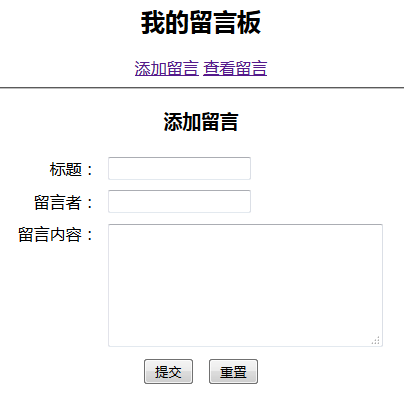 我的留言板
添加留言 查看留言
添加留言
标题：
留言者：
留言内容：
提交 重置